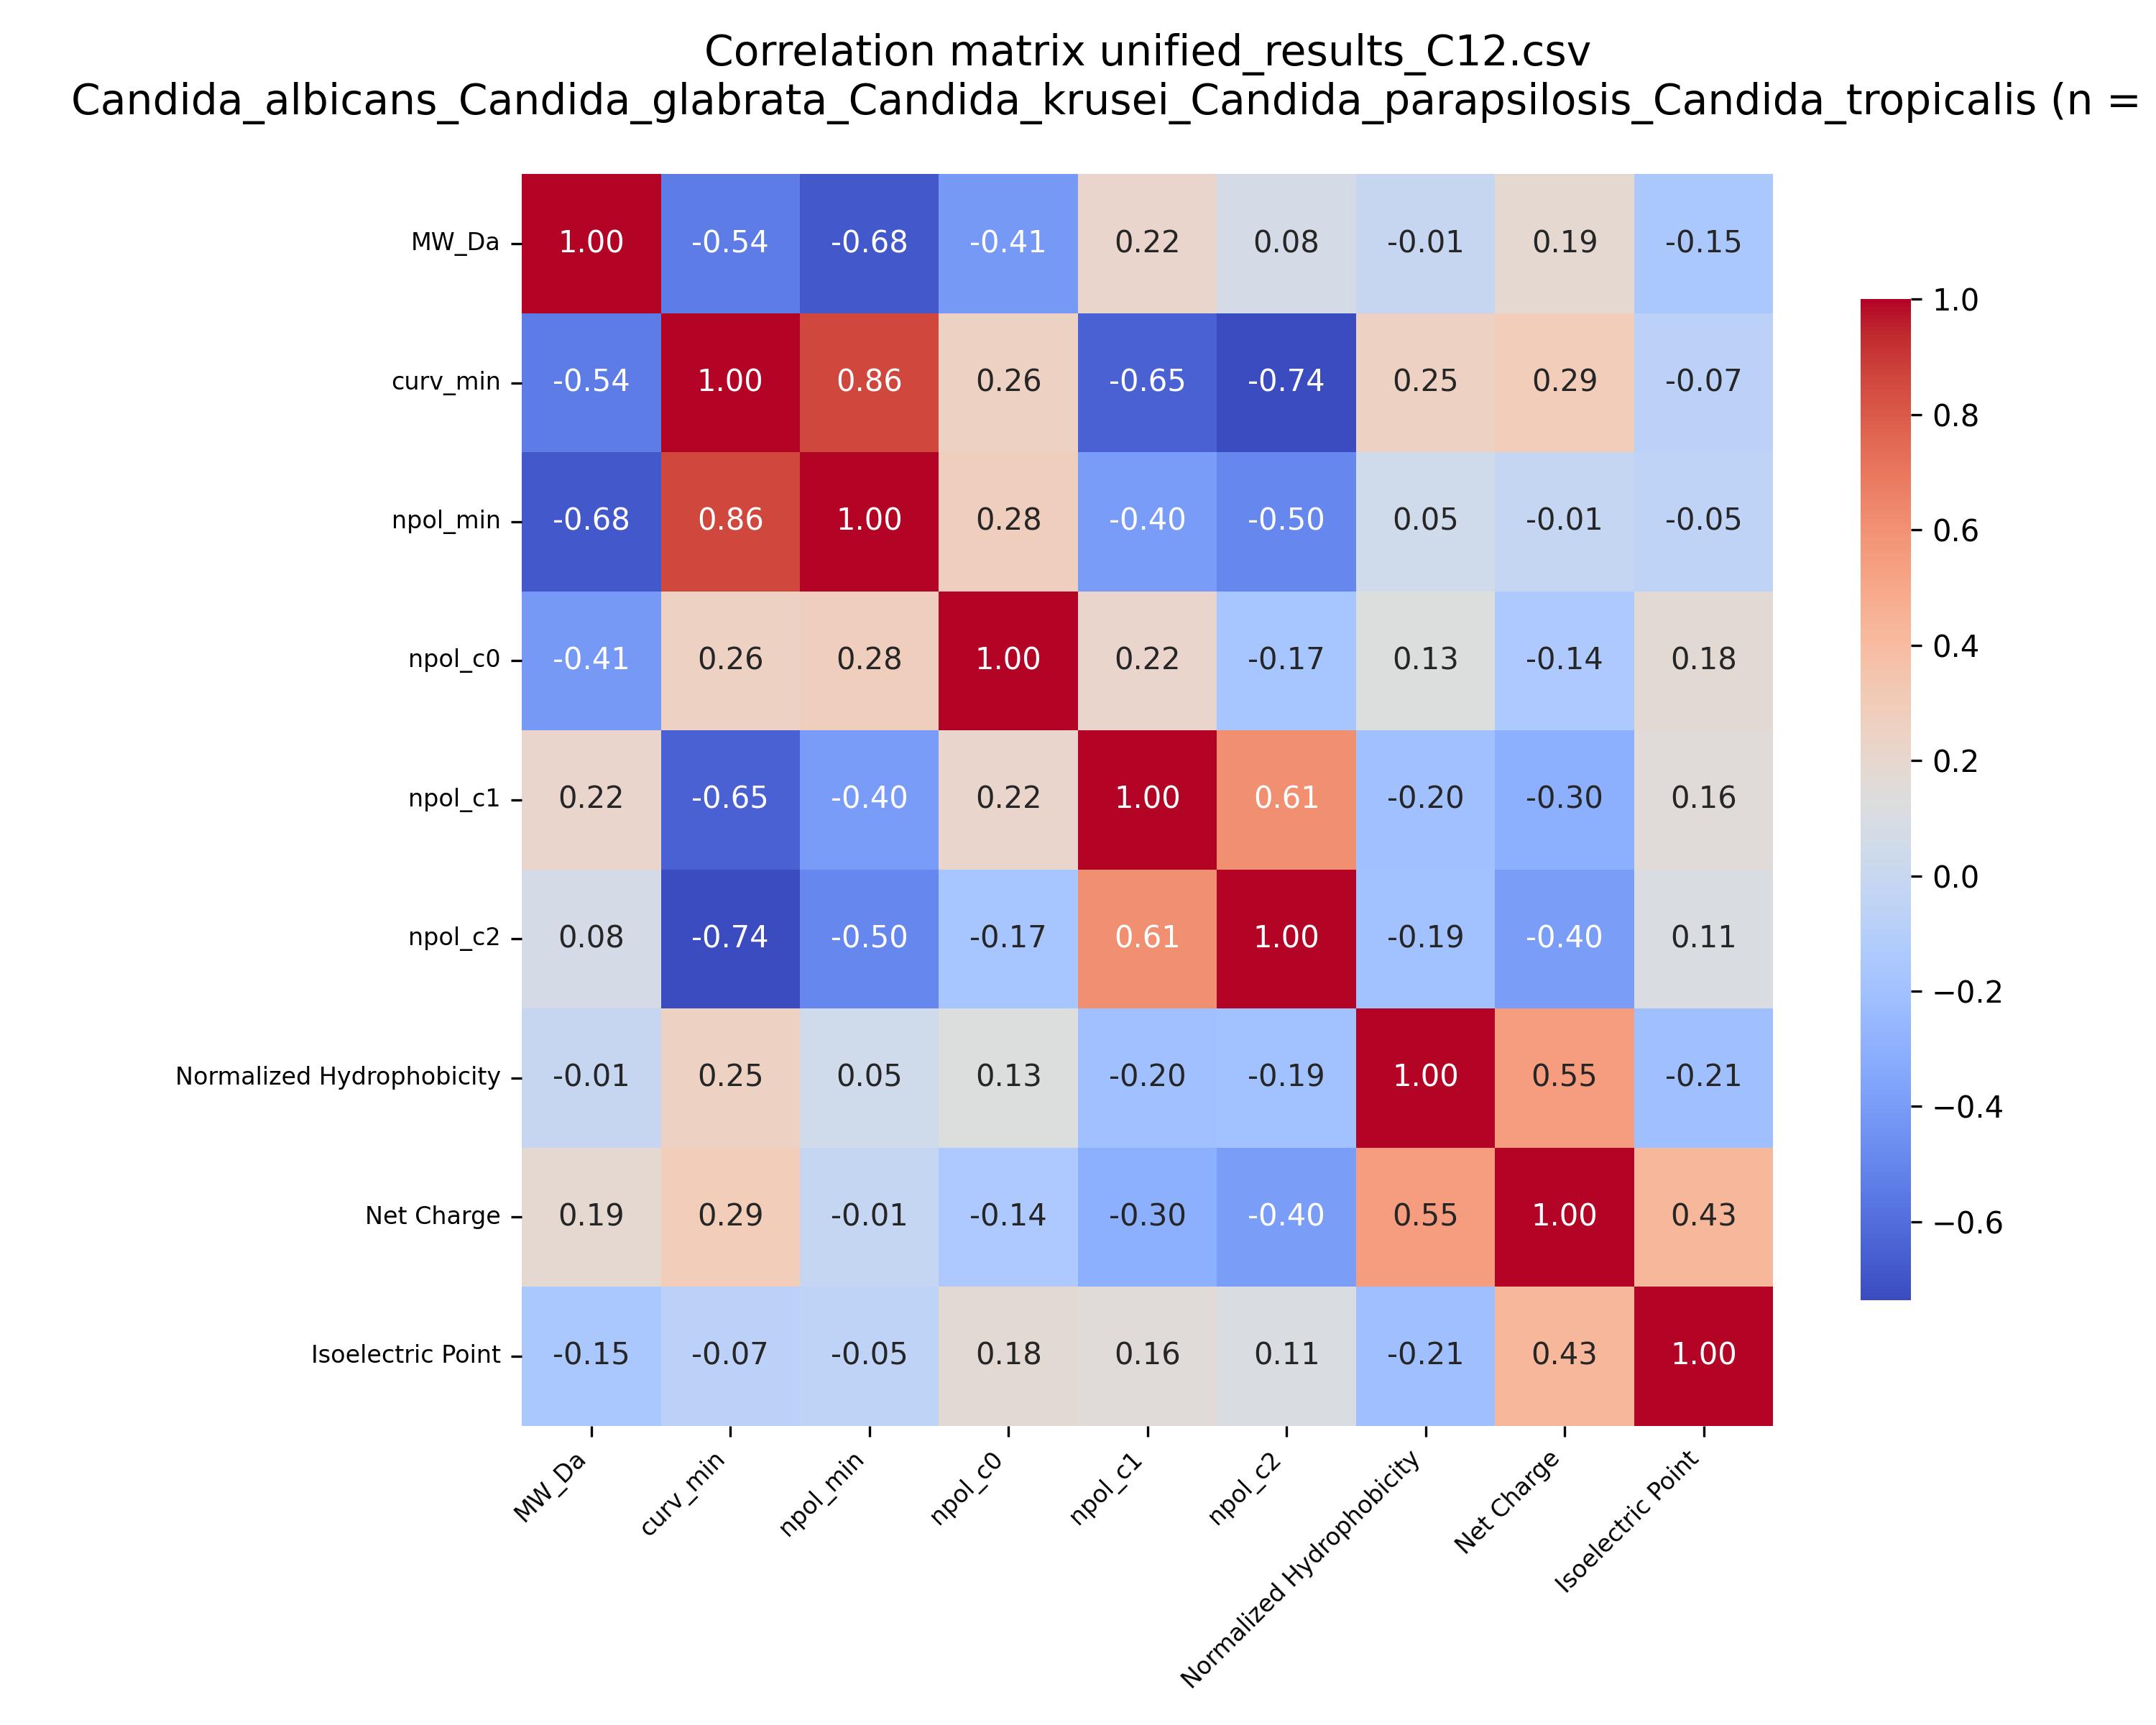 Correlation matrix unified_results_C12.csv
Candida_albicans_Candida_glabrata_Candida_krusei_Candida_parapsilosis_Candida_tropicalis (n =
MW_Da 1.00 -0.54 -0.68 -0.41 0.22 0.08 -0.01 0.19 -0.15
curv_min -0.54 1.00 0.86 0.26 -0.65 -0.74 0.25 0.29 -0.07
npol_min -0.68 0.86 1.00 0.28 -0.40 -0.50 0.05 -0.01 -0.05
npol_c0 -0.41 0.26 0.28 1.00 0.22 -0.17 0.13 -0.14 0.18
npol_c1 0.22 -0.65 -0.40 0.22 1.00 0.61 -0.20 -0.30 0.16
npol_c2 0.08 -0.74 -0.50 -0.17 0.61 1.00 -0.19 -0.40 0.11
Normalized Hydrophobicity -0.01 0.25 0.05 0.13 -0.20 -0.19 1.00 0.55 -0.21
Net Charge 0.19 0.29 -0.01 -0.14 -0.30 -0.40 0.55 1.00 0.43
Isoelectric Point -0.15 -0.07 -0.05 0.18 0.16 0.11 -0.21 0.43 1.00
MW_Da
curv_min
npol_min
npol_c0
npol_c1
npol_c2
Normalized Hydrophobicity
Net Charge
Isoelectric Point
1.0
0.8
0.6
0.4
0.2
0.0
−0.2
−0.4
−0.6